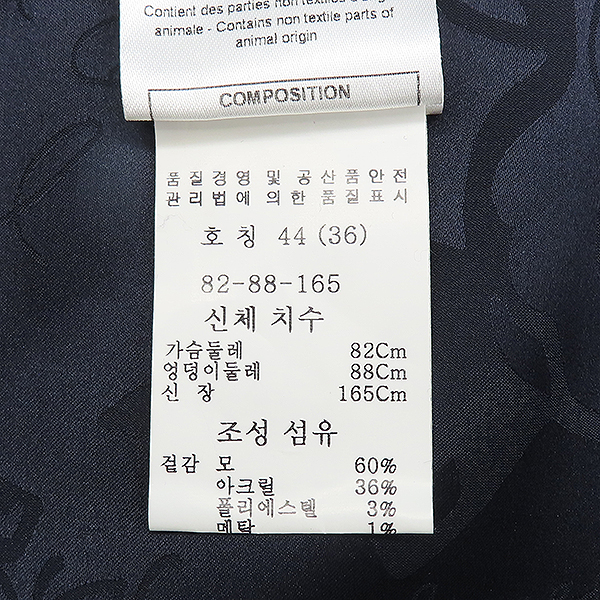 Contient des parties non textiles d'origine
animale - Contains non textile parts of
animal origin
COMPOSITION
품질경영 및 공산품안전
관리법에 의한 품질표시
호칭 44 (36)
82-88-165
신체 치수
가슴둘레 82Cm
엉덩이둘레 88Cm
신 장 165Cm
조성 섬유
겉감 모 60%
아크릴 36%
폴리에스텔 3%
메탈 1%